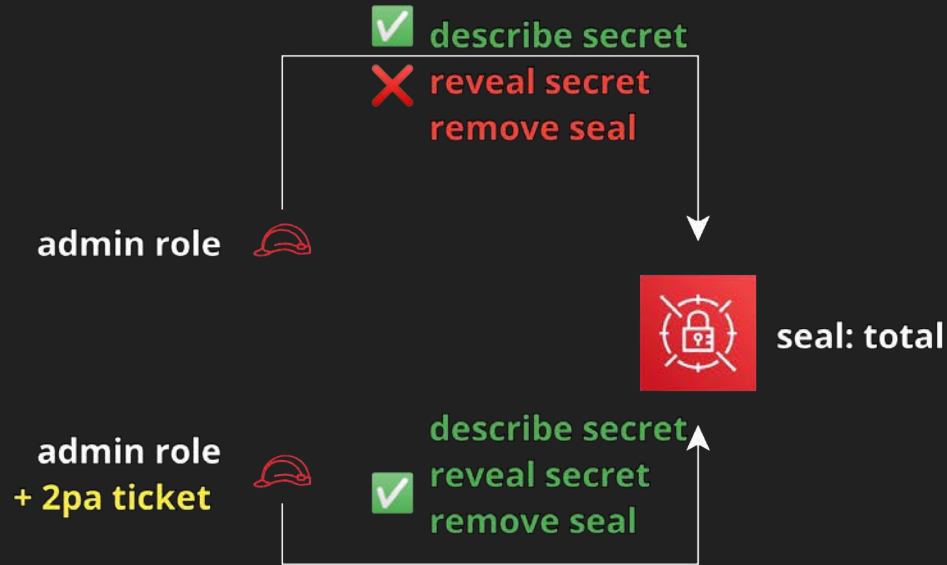 describe secret
reveal secret
remove seal
admin role
seal: total
admin role
+ 2pa ticket
describe secret
reveal secret
remove seal